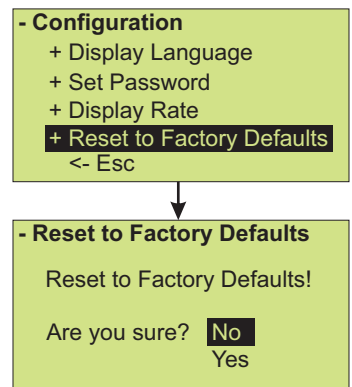 - Configuration
+ Display Language
+ Set Password
+ Display Rate
+ Reset to Factory Defaults
<- Esc
- Reset to Factory Defaults
Reset to Factory Defaults!
Are you sure? No
Yes